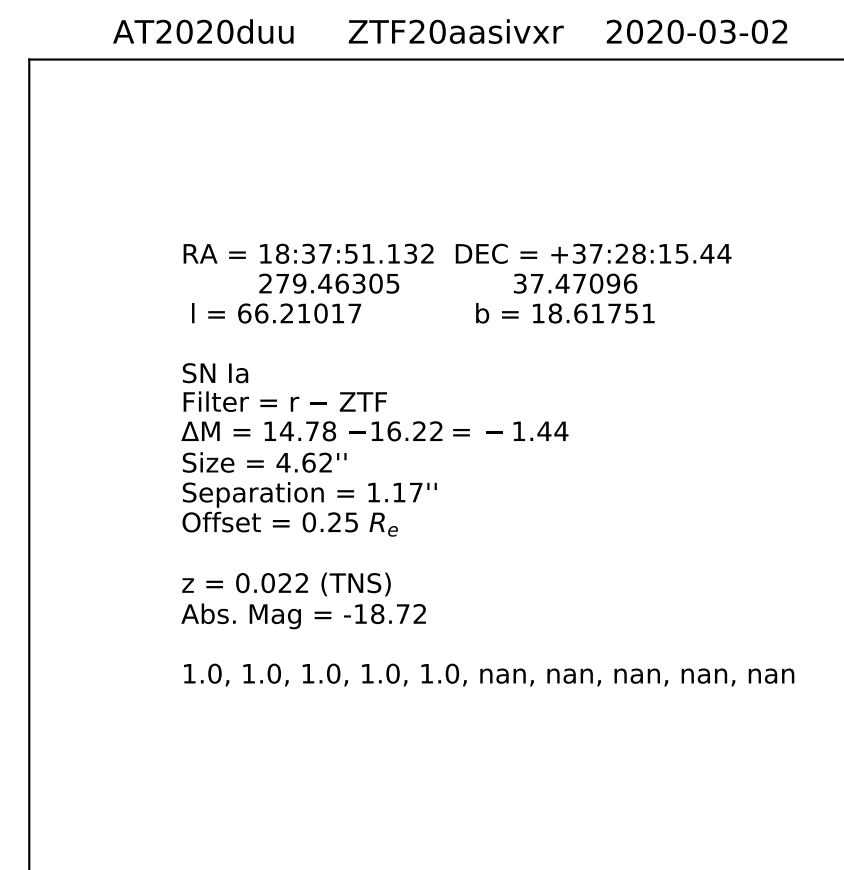 AT2020duu ZTF20aasivxr 2020-03-02
RA = 18:37:51.132 DEC = +37:28:15.44
279.46305 37.47096
l = 66.21017 b = 18.61751
SN Ia
Filter = r − ZTF
ΔM = 14.78 −16.22 = − 1.44
Size = 4.62''
Separation = 1.17''
Offset = 0.25 Rₑ
z = 0.022 (TNS)
Abs. Mag = -18.72
1.0, 1.0, 1.0, 1.0, 1.0, nan, nan, nan, nan, nan